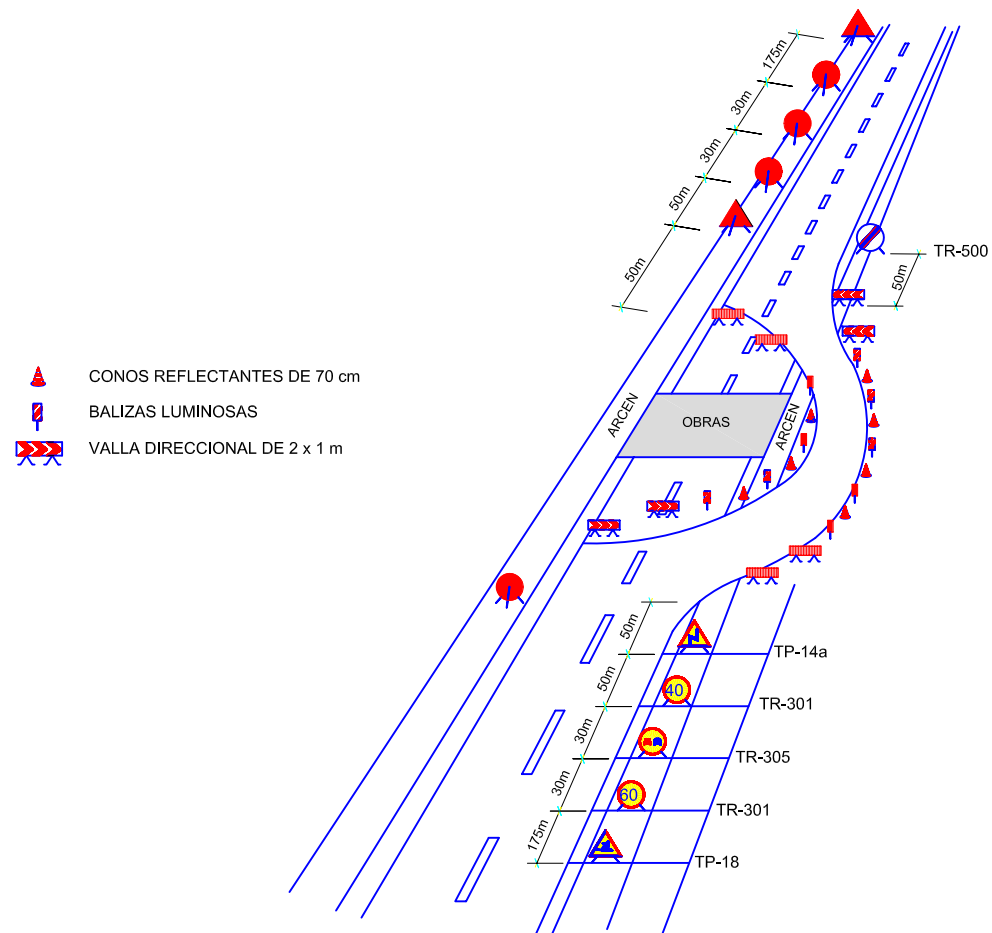 175m
30m
30m
50m
50m
TR-500
50m
CONOS REFLECTANTES DE 70 cm
BALIZAS LUMINOSAS
VALLA DIRECCIONAL DE 2 x 1 m
ARCEN
OBRAS
ARCEN
50m
TP-14a
50m
40
TR-301
30m
TR-305
30m
60
TR-301
175m
TP-18